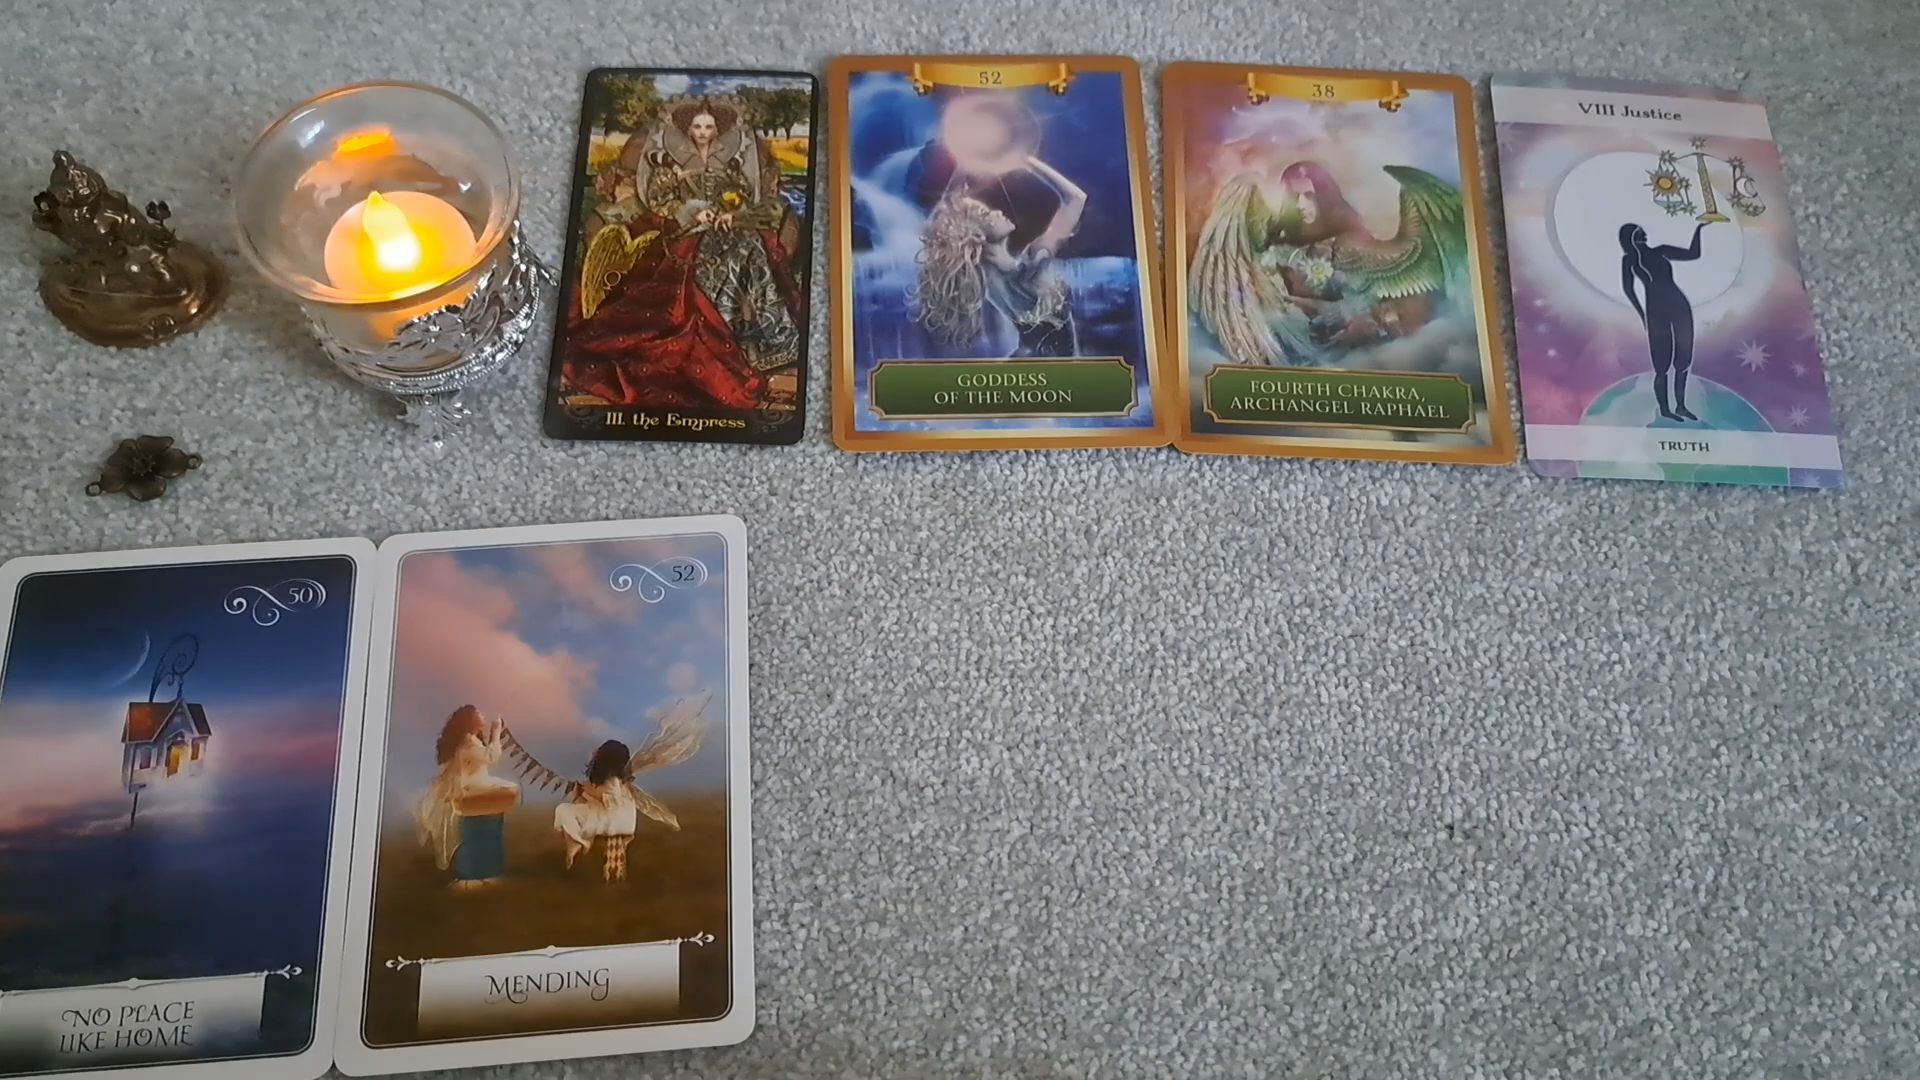 III. the Empress
52
GODDESS
OF THE MOON
38
FOURTH CHAKRA,
ARCHANGEL RAPHAEL
VIII Justice
TRUTH
50
NO PLACE
LIKE HOME
52
MENDING